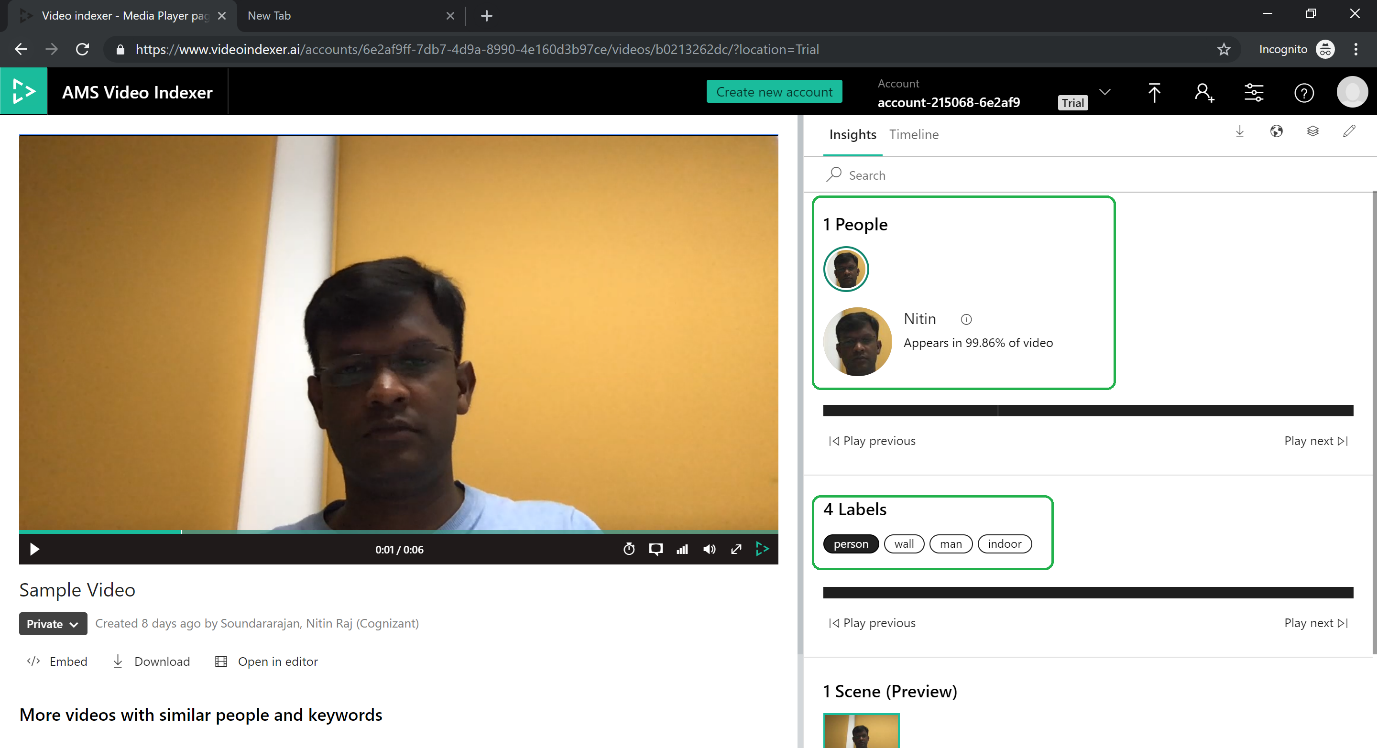 Video indexer - Media Player pag
New Tab
https://www.videoindexer.ai/accounts/6e2af9ff-7db7-4d9a-8990-4e160d3b97ce/videos/b0213262dc/?location=Trial
Incognito
AMS Video Indexer
Create new account
Account
account-215068-6e2af9
Trial
0:01 / 0:06
Sample Video
Private
Created 8 days ago by Soundararajan, Nitin Raj (Cognizant)
</> Embed
Download
Open in editor
More videos with similar people and keywords
Insights
Timeline
Search
1 People
Nitin
Appears in 99.86% of video
Play previous
Play next
4 Labels
person
wall
man
indoor
Play previous
Play next
1 Scene (Preview)